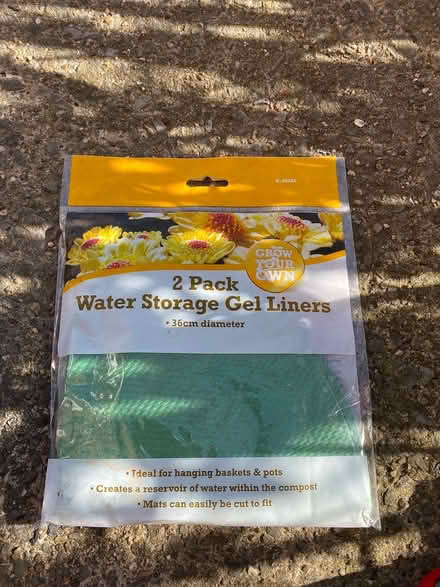 GROW
YOUR
OWN
2 Pack
Water Storage Gel Liners
• 36cm diameter
• Ideal for hanging baskets & pots
• Creates a reservoir of water within the compost
• Mats can easily be cut to fit